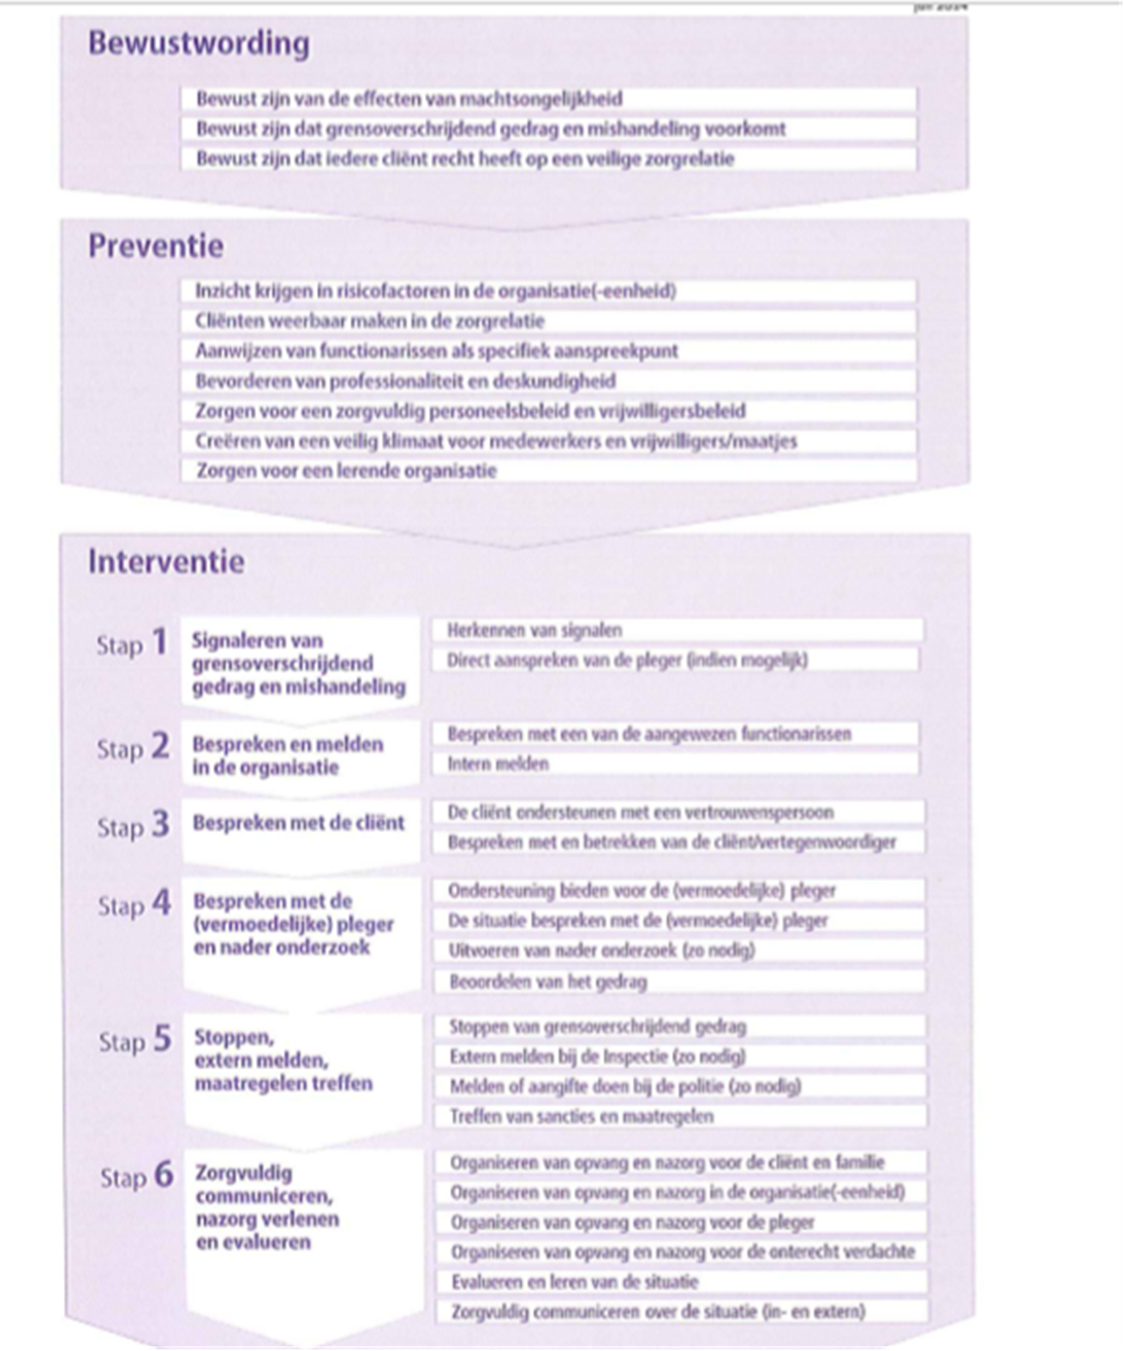 Bewustwording
Bewust zijn van de effecten van machtsongelijkheid
Bewust zijn dat grensoverschrijdend gedrag en mishandeling voorkomt
Bewust zijn dat iedere cliënt recht heeft op een veilige zorgrelatie
Preventie
Inzicht krijgen in risicofactoren in de organisatie(-eenheid)
Cliënten weerbaar maken in de zorgrelatie
Aanwijzen van functionarissen als specifiek aanspreekpunt
Bevorderen van professionaliteit en deskundigheid
Zorgen voor een zorgvuldig personeelsbeleid en vrijwilligersbeleid
Creëren van een veilig klimaat voor medewerkers en vrijwilligers/maatjes
Zorgen voor een lerende organisatie
Interventie
Stap 1
Signaleren van
grensoverschrijdend
gedrag en mishandeling
Herkennen van signalen
Direct aanspreken van de pleger (indien mogelijk)
Stap 2
Bespreken en melden
in de organisatie
Bespreken met een van de aangewezen functionarissen
Intern melden
Stap 3
Bespreken met de cliënt
De cliënt ondersteunen met een vertrouwenspersoon
Bespreken met en betrekken van de cliënt/vertegenwoordiger
Stap 4
Bespreken met de
(vermoedelijke) pleger
en nader onderzoek
Ondersteuning bieden voor de (vermoedelijke) pleger
De situatie bespreken met de (vermoedelijke) pleger
Uitvoeren van nader onderzoek (zo nodig)
Beoordelen van het gedrag
Stap 5
Stoppen,
extern melden,
maatregelen treffen
Stoppen van grensoverschrijdend gedrag
Extern melden bij de Inspectie (zo nodig)
Melden of aangifte doen bij de politie (zo nodig)
Treffen van sancties en maatregelen
Stap 6
Zorgvuldig
communiceren,
nazorg verlenen
en evalueren
Organiseren van opvang en nazorg voor de cliënt en familie
Organiseren van opvang en nazorg in de organisatie(-eenheid)
Organiseren van opvang en nazorg voor de pleger
Organiseren van opvang en nazorg voor de onterecht verdachte
Evalueren en leren van de situatie
Zorgvuldig communiceren over de situatie (in- en extern)